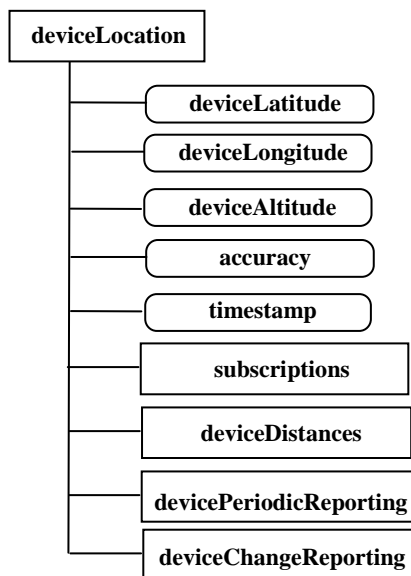 deviceLocation
deviceLatitude
deviceLongitude
deviceAltitude
accuracy
timestamp
subscriptions
deviceDistances
devicePeriodicReporting
deviceChangeReporting